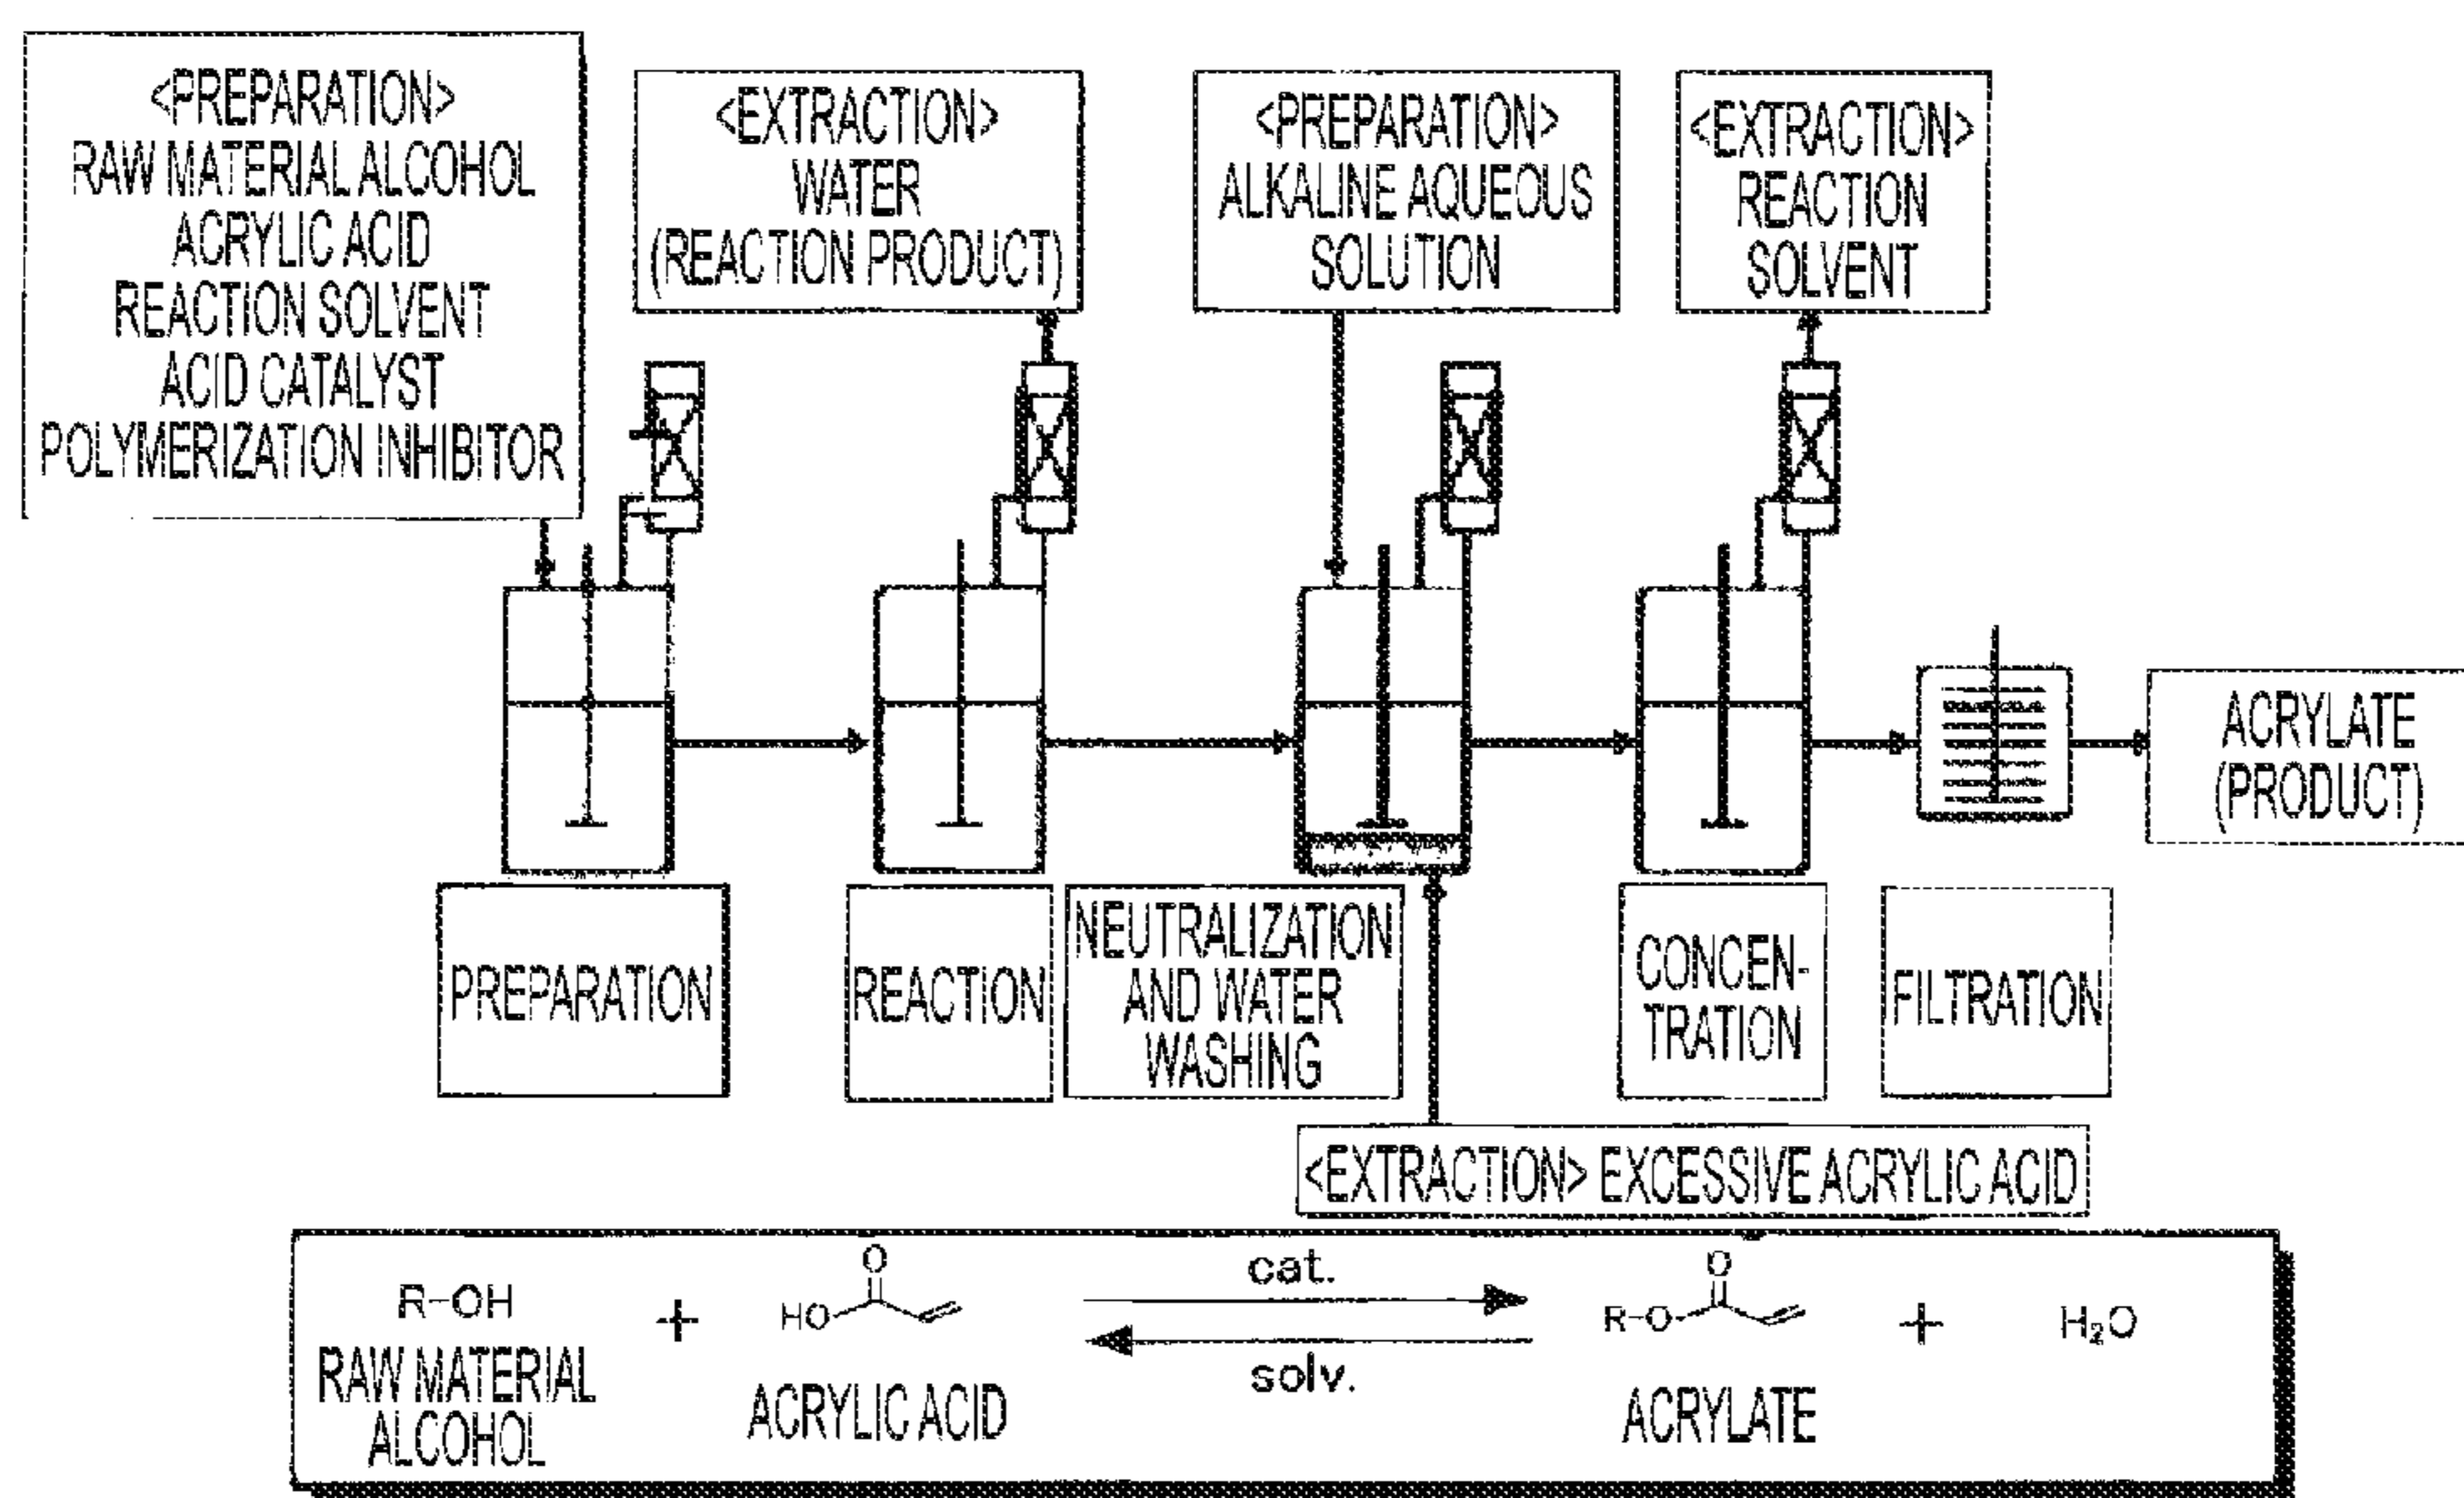 <PREPARATION>
RAW MATERIAL ALCOHOL
ACRYLIC ACID
REACTION SOLVENT
ACID CATALYST
POLYMERIZATION INHIBITOR
<EXTRACTION>
WATER
(REACTION PRODUCT)
<PREPARATION>
ALKALINE AQUEOUS
SOLUTION
<EXTRACTION>
REACTION
SOLVENT
ACRYLATE
(PRODUCT)
PREPARATION
REACTION
NEUTRALIZATION
AND WATER
WASHING
CONCEN-
TRATION
FILTRATION
<EXTRACTION> EXCESSIVE ACRYLIC ACID
R-OH
RAW MATERIAL
ALCOHOL
+
O
HO
ACRYLIC ACID
cat.
solv.
O
R-O
ACRYLATE
+
H₂O